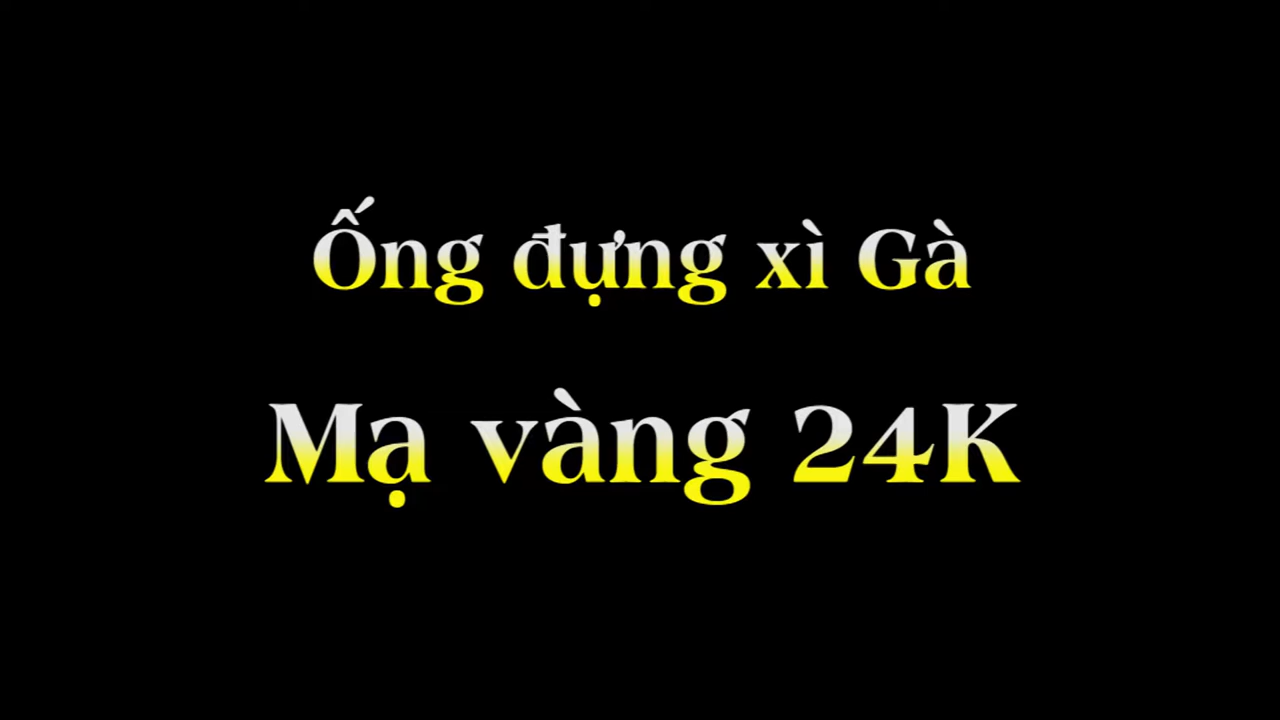 Ống đựng xì Gà
Mạ vàng 24K